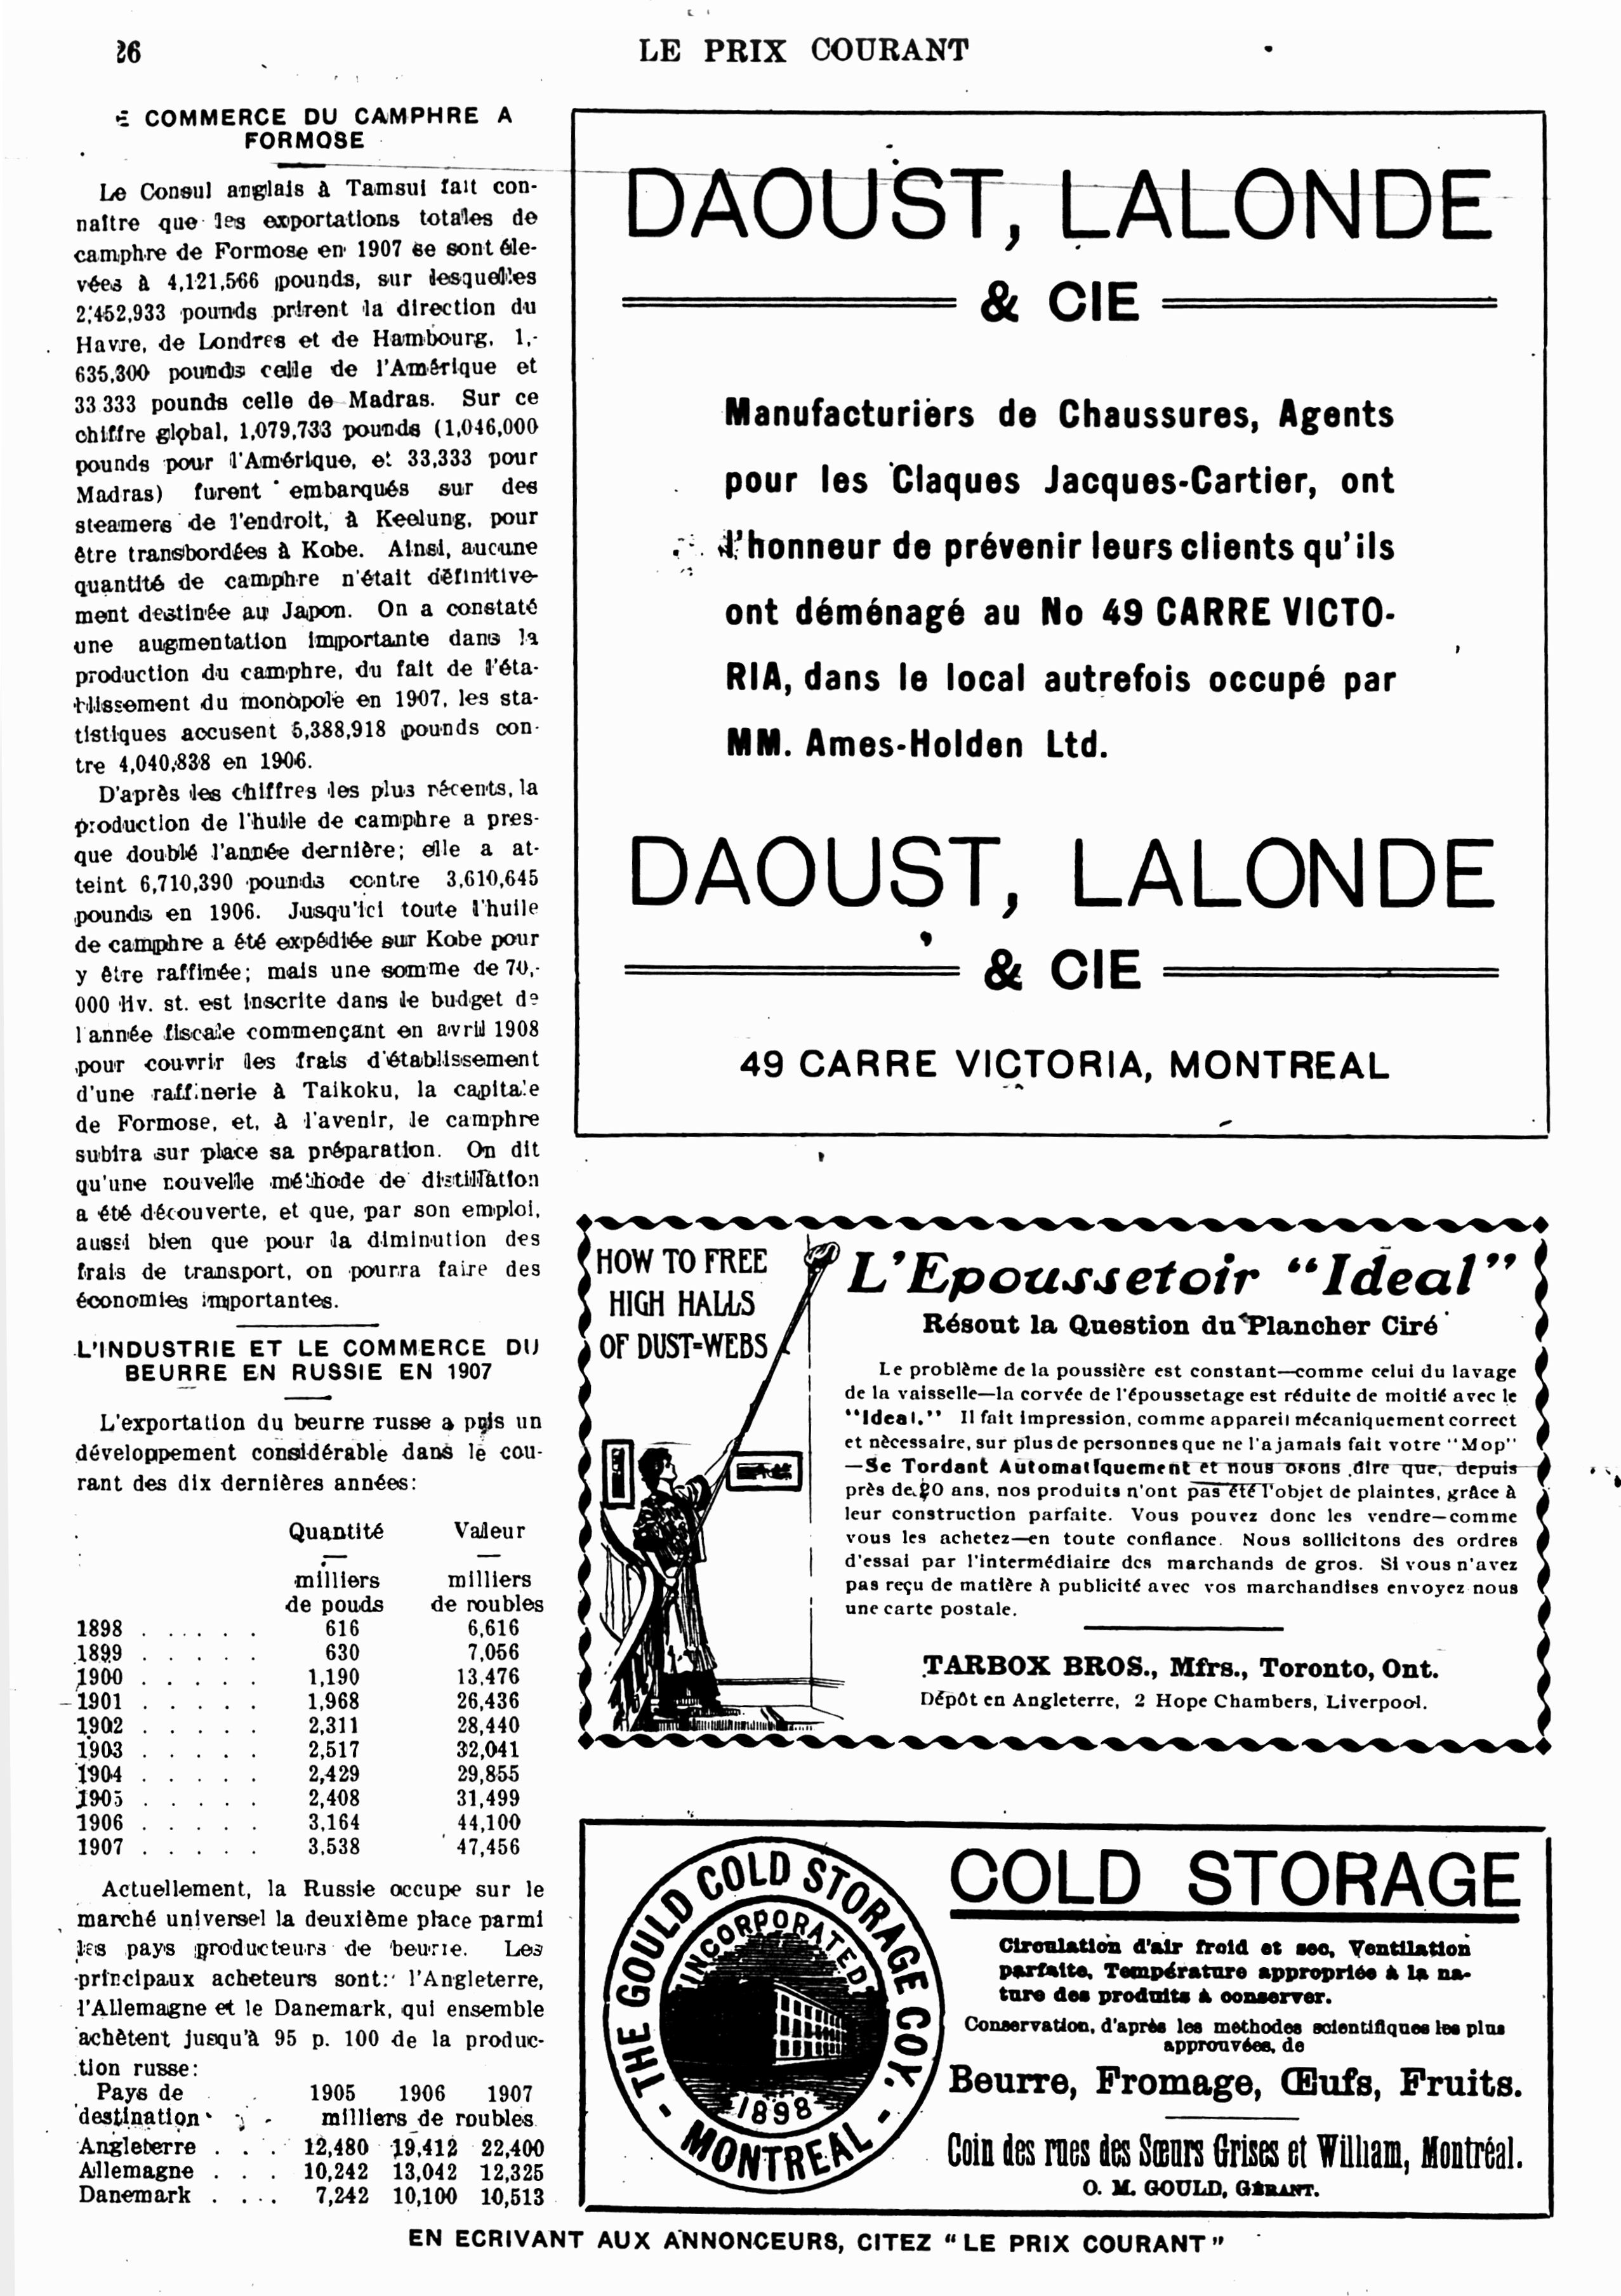 26
LE PRIX COURANT
COMMERCE DU CAMPHRE A
FORMOSE
Le Consul anglais à Tamsui fait con-
naître que les exportations totales de
camphre de Formose en 1907 se sont éle-
vées à 4,121,566 pounds, sur lesquelles
2,452,933 pounds prirent la direction du
Havre, de Londres et de Hambourg, 1,-
635,300 pounds celle de l'Amérique et
33.333 pounds celle de Madras. Sur ce
chiffre global, 1,079,733 pounds (1,046,000
pounds pour l'Amérique, et 33,333 pour
Madras) furent embarqués sur des
steamers de l'endroit, à Keelung, pour
être transbordées à Kobe. Ainsi, aucune
quantité de camphre n'était définitive-
ment destinée au Japon. On a constaté
une augmentation importante dans la
production du camphre, du fait de l'éta-
blissement du monopole en 1907, les sta-
tistiques accusent 5,388,918 pounds con-
tre 4,040,838 en 1906.
D'après les chiffres les plus récents, la
production de l'huile de camphre a pres-
que doublé l'année dernière; elle a at-
teint 6,710,390 pounds contre 3,610,645
pounds en 1906. Jusqu'ici toute l'huile
de camphre a été expédiée sur Kobe pour
y être raffinée; mais une somme de 70,-
000 liv. st. est inscrite dans le budget de
l'année fiscale commençant en avril 1908
pour couvrir les frais d'établissement
d'une raffinerie à Taikoku, la capitale
de Formose, et, à l'avenir, le camphre
subira sur place sa préparation. On dit
qu'une nouvelle méthode de distillation
a été découverte, et que, par son emploi,
aussi bien que pour la diminution des
frais de transport, on pourra faire des
économies importantes.
L'INDUSTRIE ET LE COMMERCE DU
BEURRE EN RUSSIE EN 1907
L'exportation du beurre russe a pris un
développement considérable dans le cou-
rant des dix dernières années:
Quantité Valeur
milliers milliers
de pouds de roubles
1898 . . . . . 616 6,616
1899 . . . . . 630 7,056
1900 . . . . . 1,190 13,476
1901 . . . . . 1,968 26,436
1902 . . . . . 2,311 28,440
1903 . . . . . 2,517 32,041
1904 . . . . . 2,429 29,855
1905 . . . . . 2,408 31,499
1906 . . . . . 3,164 44,100
1907 . . . . . 3,538 47,456
Actuellement, la Russie occupe sur le
marché universel la deuxième place parmi
les pays producteurs de beurre. Les
principaux acheteurs sont: l'Angleterre,
l'Allemagne et le Danemark, qui ensemble
achètent jusqu'à 95 p. 100 de la produc-
tion russe:
Pays de 1905 1906 1907
destination milliers de roubles
Angleterre . . . 12,480 19,412 22,400
Allemagne . . . 10,242 13,042 12,325
Danemark . . . . 7,242 10,100 10,513
DAOUST, LALONDE
& CIE
Manufacturiers de Chaussures, Agents
pour les Claques Jacques-Cartier, ont
l'honneur de prévenir leurs clients qu'ils
ont déménagé au No 49 CARRE VICTO-
RIA, dans le local autrefois occupé par
MM. Ames-Holden Ltd.
DAOUST, LALONDE
& CIE
49 CARRE VICTORIA, MONTREAL
HOW TO FREE
HIGH HALLS
OF DUST-WEBS
L'Epoussetoir "Ideal"
Résout la Question du Plancher Ciré
Le problème de la poussière est constant—comme celui du lavage
de la vaisselle—la corvée de l'époussetage est réduite de moitié avec le
"Ideal." Il fait impression, comme appareil mécaniquement correct
et nècessaire, sur plus de personnes que ne l'a jamais fait votre "Mop"
—Se Tordant Automatiquement et nous osons dire que, depuis
près de 20 ans, nos produits n'ont pas été l'objet de plaintes, grâce à
leur construction parfaite. Vous pouvez donc les vendre—comme
vous les achetez—en toute confiance. Nous sollicitons des ordres
d'essai par l'intermédiaire des marchands de gros. Si vous n'avez
pas reçu de matière à publicité avec vos marchandises envoyez nous
une carte postale.
TARBOX BROS., Mfrs., Toronto, Ont.
Dépôt en Angleterre, 2 Hope Chambers, Liverpool.
THE GOULD COLD STORAGE COY.
INCORPORATED
1898
MONTREAL
COLD STORAGE
Circulation d'air froid et sec, Ventilation
parfaite, Température appropriée à la na-
ture des produits à conserver.
Conservation, d'après les methodes scientifiques les plus
approuvées, de
Beurre, Fromage, Œufs, Fruits.
Coin des rues des Sœurs Grises et William, Montréal.
O. M. GOULD, GÉRANT.
EN ECRIVANT AUX ANNONCEURS, CITEZ "LE PRIX COURANT"